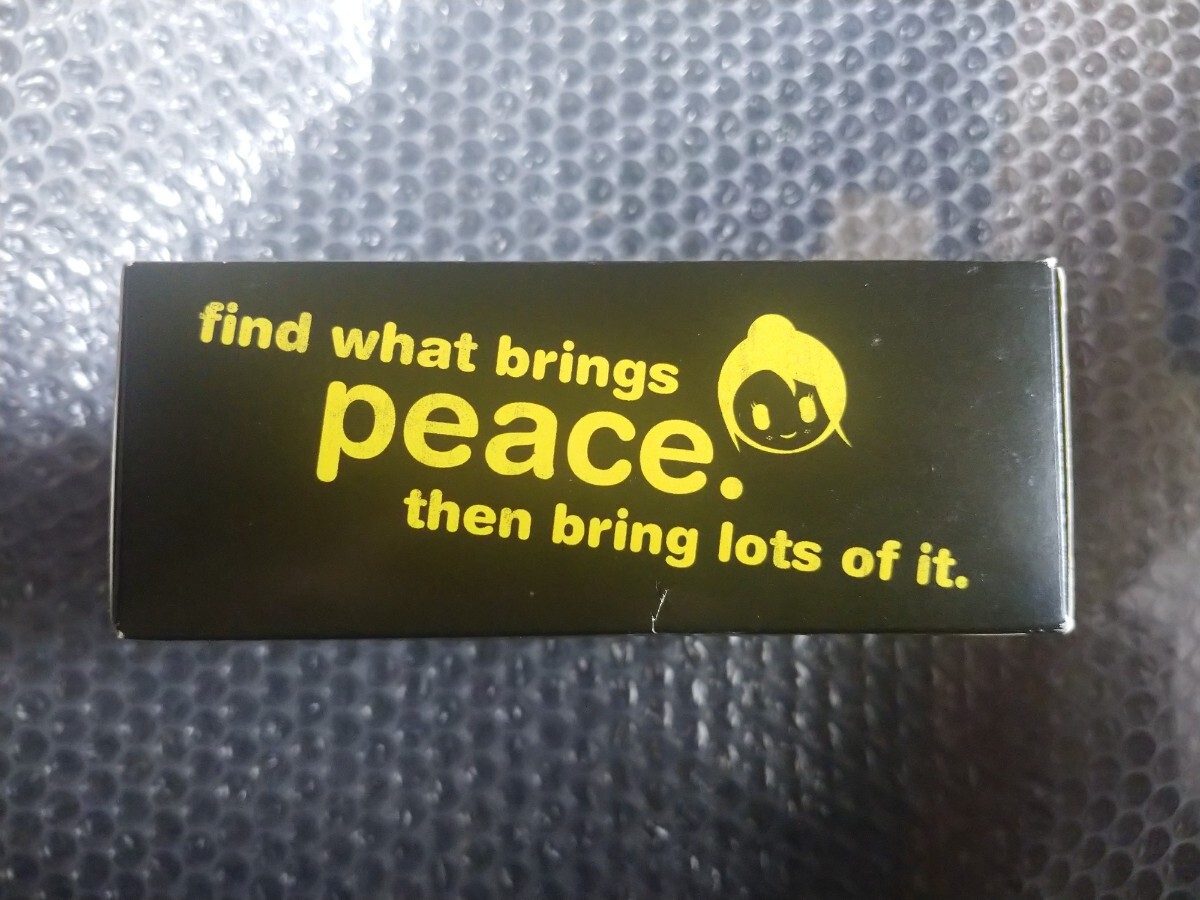 find what brings
peace.
then bring lots of it.